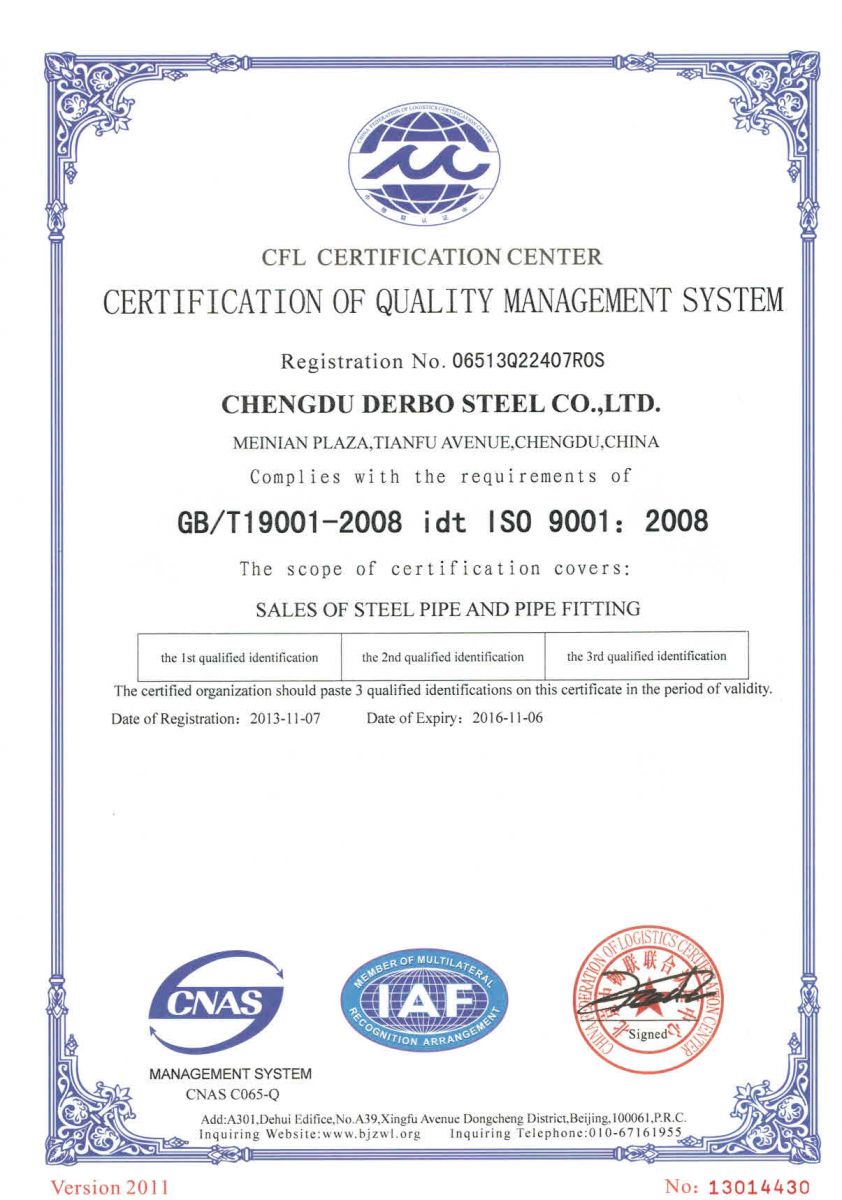 CHINA FEDERATION OF LOGISTICS CERTIFICATION CENTER
CFL CERTIFICATION CENTER
CERTIFICATION OF QUALITY MANAGEMENT SYSTEM
Registration No. 06513Q22407R0S
CHENGDU DERBO STEEL CO.,LTD.
MEINIAN PLAZA,TIANFU AVENUE,CHENGDU,CHINA
Complies with the requirements of
GB/T19001-2008 idt ISO 9001: 2008
The scope of certification covers:
SALES OF STEEL PIPE AND PIPE FITTING
the 1st qualified identification the 2nd qualified identification the 3rd qualified identification
The certified organization should paste 3 qualified identifications on this certificate in the period of validity.
Date of Registration: 2013-11-07 Date of Expiry: 2016-11-06
CNAS
MANAGEMENT SYSTEM
CNAS C065-Q
MEMBER OF MULTILATERAL
IAF
RECOGNITION ARRANGEMENT
CHINA FEDERATION OF LOGISTICS CERTIFICATION CENTER
Signed
Add:A301,Dehui Edifice,No.A39,Xingfu Avenue Dongcheng District,Beijing,100061,P.R.C.
Inquiring Website:www.bjzwl.org Inquiring Telephone:010-67161955
Version 2011
No: 13014430